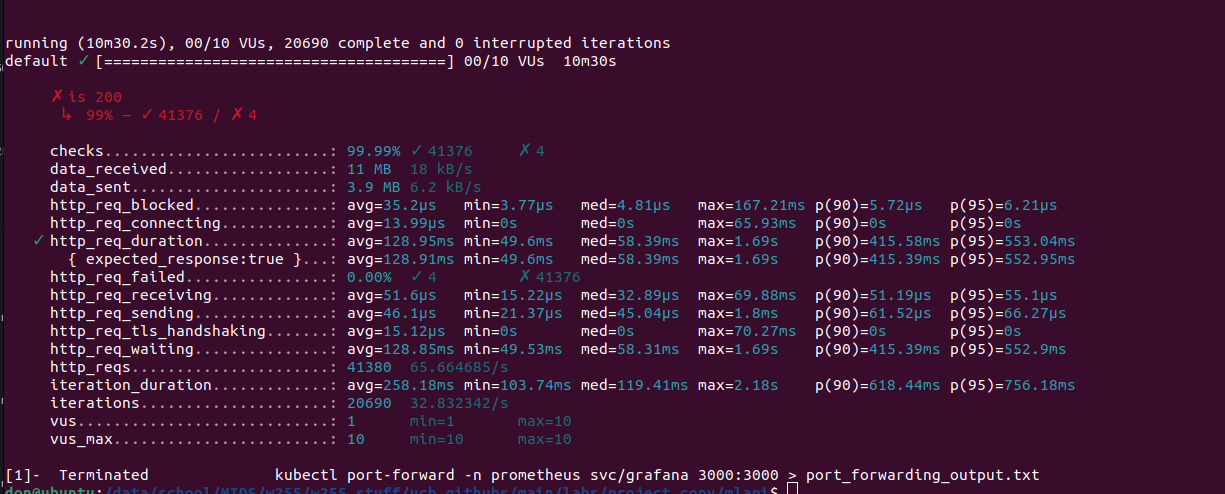 running (10m30.2s), 00/10 VUs, 20690 complete and 0 interrupted iterations
default ✓ [======================================] 00/10 VUs  10m30s
✗ is 200
↳  99% — ✓ 41376 / ✗ 4
checks.........................: 99.99% ✓ 41376     ✗ 4
data_received..................: 11 MB  18 kB/s
data_sent......................: 3.9 MB 6.2 kB/s
http_req_blocked...............: avg=35.2µs   min=3.77µs   med=4.81µs   max=167.21ms p(90)=5.72µs   p(95)=6.21µs
http_req_connecting............: avg=13.99µs  min=0s       med=0s       max=65.93ms  p(90)=0s       p(95)=0s
✓ http_req_duration..............: avg=128.95ms min=49.6ms   med=58.39ms  max=1.69s    p(90)=415.58ms p(95)=553.04ms
{ expected_response:true }...: avg=128.91ms min=49.6ms   med=58.39ms  max=1.69s    p(90)=415.39ms p(95)=552.95ms
http_req_failed................: 0.00%  ✓ 4         ✗ 41376
http_req_receiving.............: avg=51.6µs   min=15.22µs  med=32.89µs  max=69.88ms  p(90)=51.19µs  p(95)=55.1µs
http_req_sending...............: avg=46.1µs   min=21.37µs  med=45.04µs  max=1.8ms    p(90)=61.52µs  p(95)=66.27µs
http_req_tls_handshaking.......: avg=15.12µs  min=0s       med=0s       max=70.27ms  p(90)=0s       p(95)=0s
http_req_waiting...............: avg=128.85ms min=49.53ms  med=58.31ms  max=1.69s    p(90)=415.39ms p(95)=552.9ms
http_reqs......................: 41380  65.664685/s
iteration_duration.............: avg=258.18ms min=103.74ms med=119.41ms max=2.18s    p(90)=618.44ms p(95)=756.18ms
iterations.....................: 20690  32.832342/s
vus............................: 1      min=1       max=10
vus_max........................: 10     min=10      max=10
[1]-  Terminated              kubectl port-forward -n prometheus svc/grafana 3000:3000 > port_forwarding_output.txt
don@ubuntu:/data/school/MIDS/w255/w255_stuff/ucb_githubs/main/labs/project_copy/mlapi$